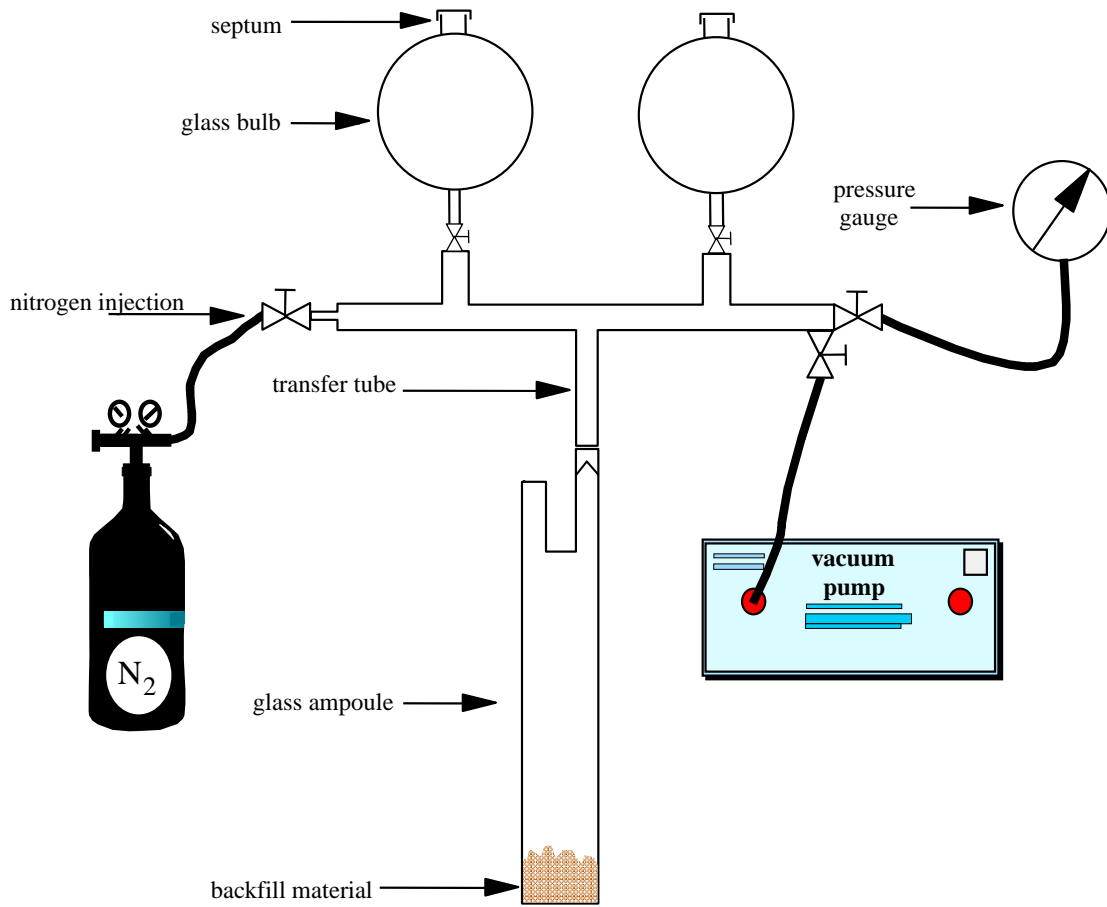 septum
glass bulb
pressure
gauge
nitrogen injection
transfer tube
vacuum
pump
N2
glass ampoule
backfill material